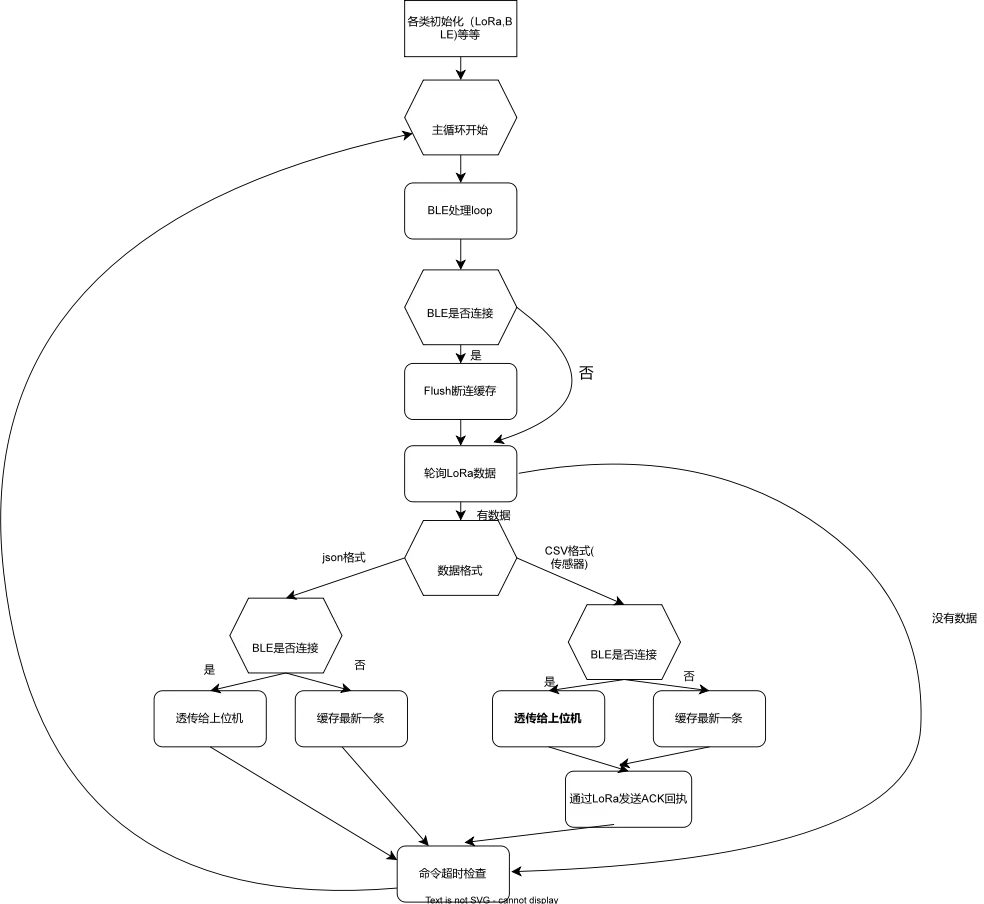 各类初始化（LoRa,B
LE)等等
主循环开始
BLE处理loop
BLE是否连接
是
否
Flush断连缓存
轮询LoRa数据
有数据
json格式
数据格式
CSV格式(
传感器)
没有数据
BLE是否连接
BLE是否连接
是
否
是
否
透传给上位机
缓存最新一条
透传给上位机
缓存最新一条
通过LoRa发送ACK回执
命令超时检查
Text is not SVG - cannot display